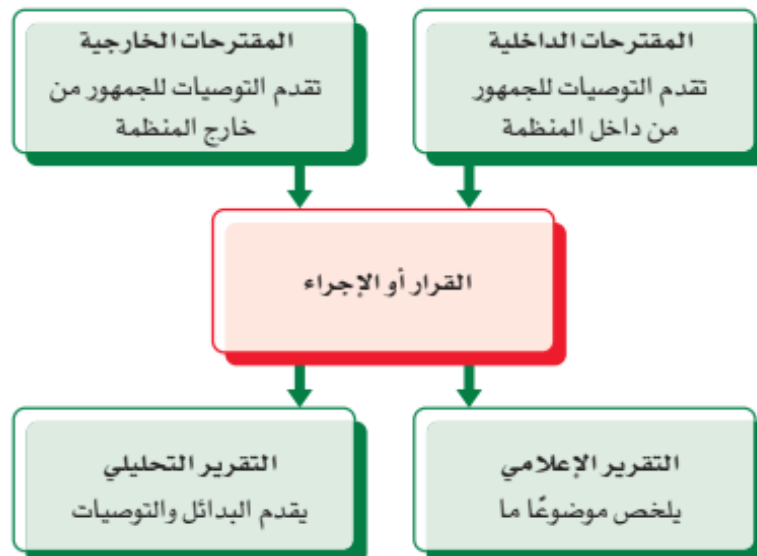 المقترحات الداخلية
تقدم التوصيات للجمهور
من داخل المنظمة
المقترحات الخارجية
تقدم التوصيات للجمهور من
خارج المنظمة
القرار أو الإجراء
التقرير الإعلامي
يلخص موضوعًا ما
التقرير التحليلي
يقدم البدائل والتوصيات